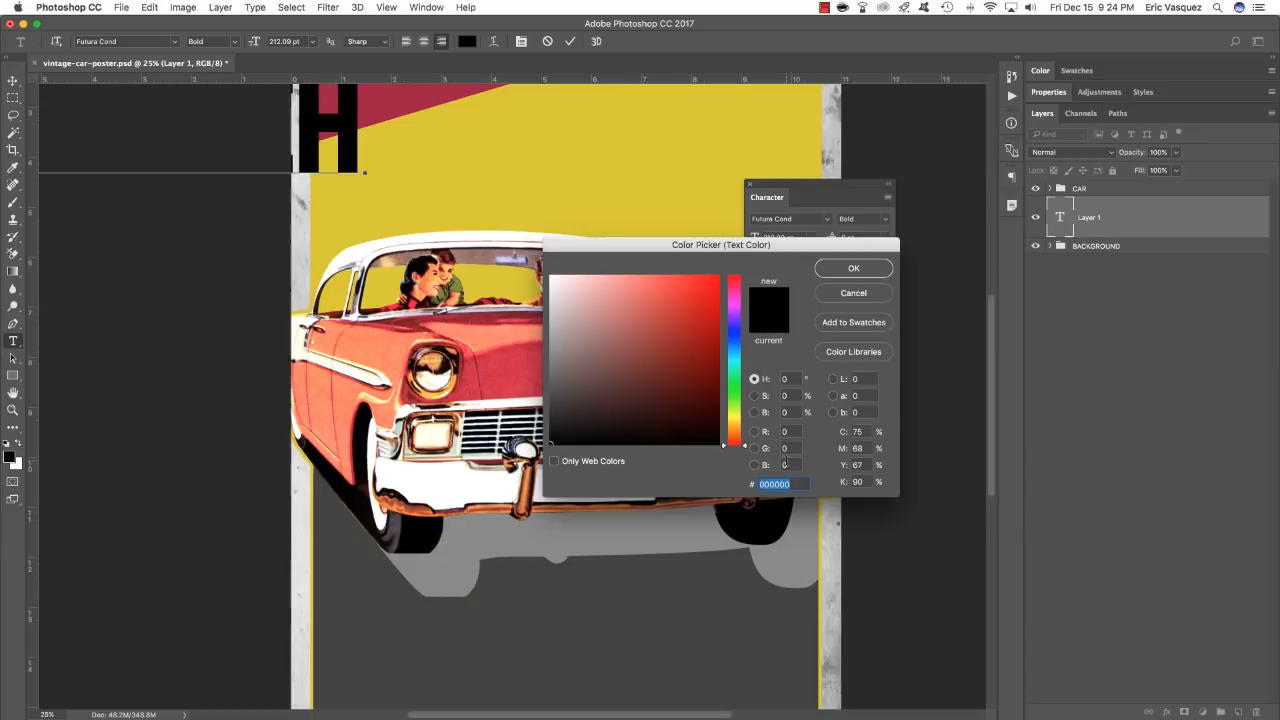 Photoshop CC File Edit Image Layer Type Select Filter 3D View Window Help Fri Dec 15 9:24 PM Eric Vasquez
Adobe Photoshop CC 2017
Futura Cond Bold 212.09 pt Sharp 3D
vintage-car-poster.psd @ 25% (Layer 1, RGB/8) *
Color Swatches
Properties Adjustments Styles
Layers Channels Paths
Kind
Normal Opacity: 100%
Lock: Fill: 100%
CAR
Layer 1
BACKGROUND
H
Character
Futura Cond Bold
Color Picker (Text Color)
new
current
OK
Cancel
Add to Swatches
Color Libraries
H: 0 ° L: 0
S: 0 % a: 0
B: 0 % b: 0
R: 0 C: 75 %
G: 0 M: 68 %
B: 0 Y: 67 %
# 000000 K: 90 %
Only Web Colors
25% Doc: 48.2M/348.8M